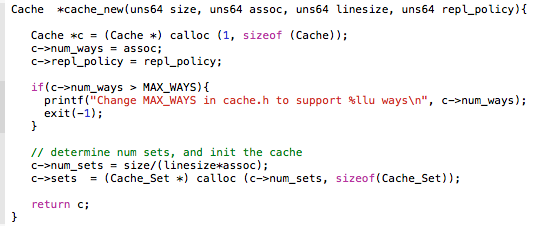 Cache  *cache_new(uns64 size, uns64 assoc, uns64 linesize, uns64 repl_policy){

   Cache *c = (Cache *) calloc (1, sizeof (Cache));
   c->num_ways = assoc;
   c->repl_policy = repl_policy;

   if(c->num_ways > MAX_WAYS){
     printf("Change MAX_WAYS in cache.h to support %llu ways\n", c->num_ways);
     exit(-1);
   }

   // determine num sets, and init the cache
   c->num_sets = size/(linesize*assoc);
   c->sets  = (Cache_Set *) calloc (c->num_sets, sizeof(Cache_Set));

   return c;
}